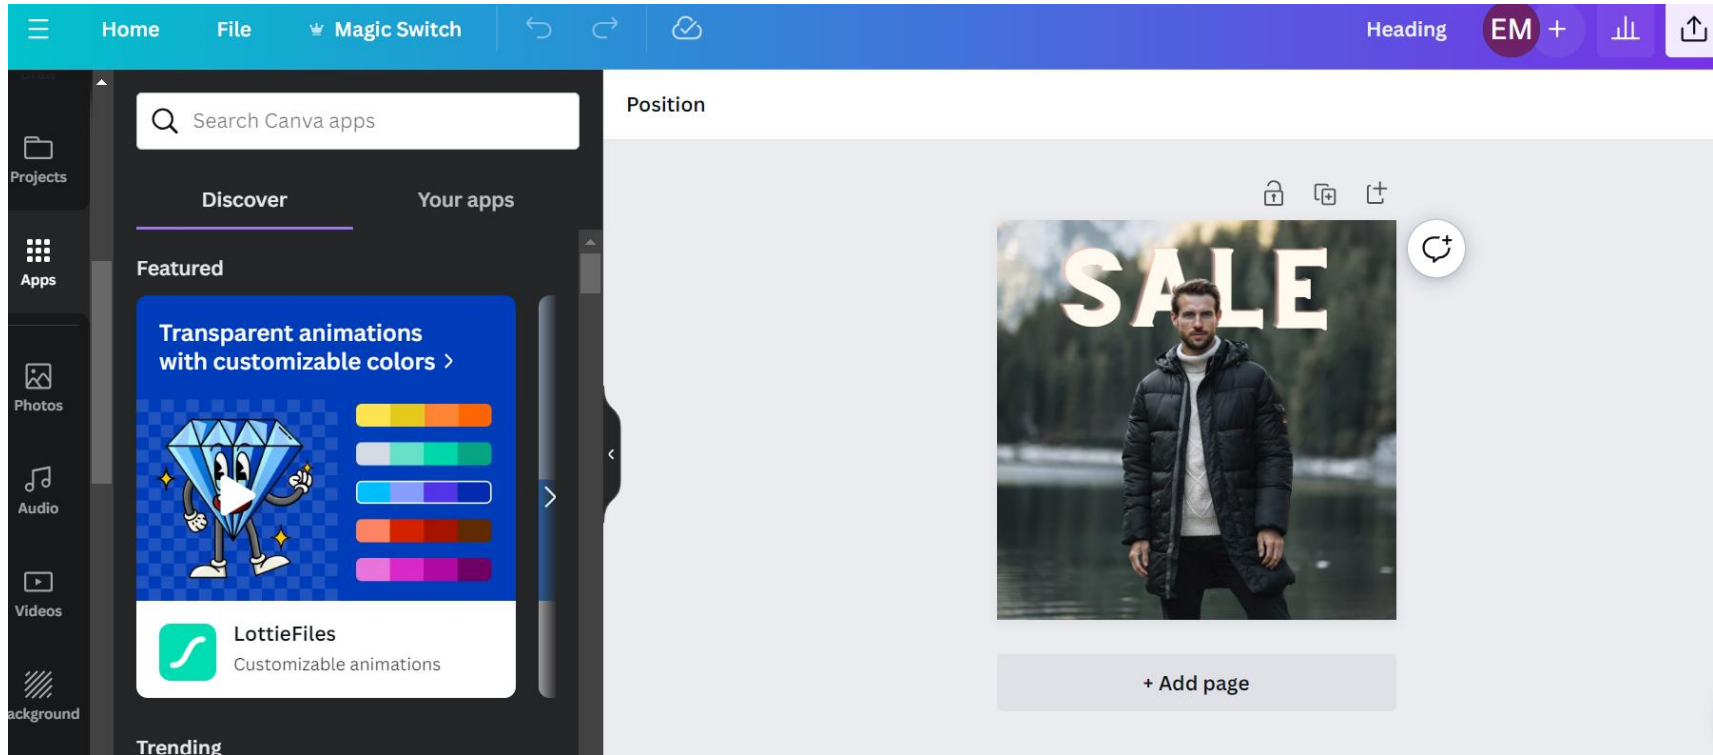 Home File Magic Switch Heading EM
Draw
Projects
Apps
Photos
Audio
Videos
ackground
Search Canva apps
Discover Your apps
Featured
Transparent animations
with customizable colors >
LottieFiles
Customizable animations
Trending
Position
SALE
+ Add page